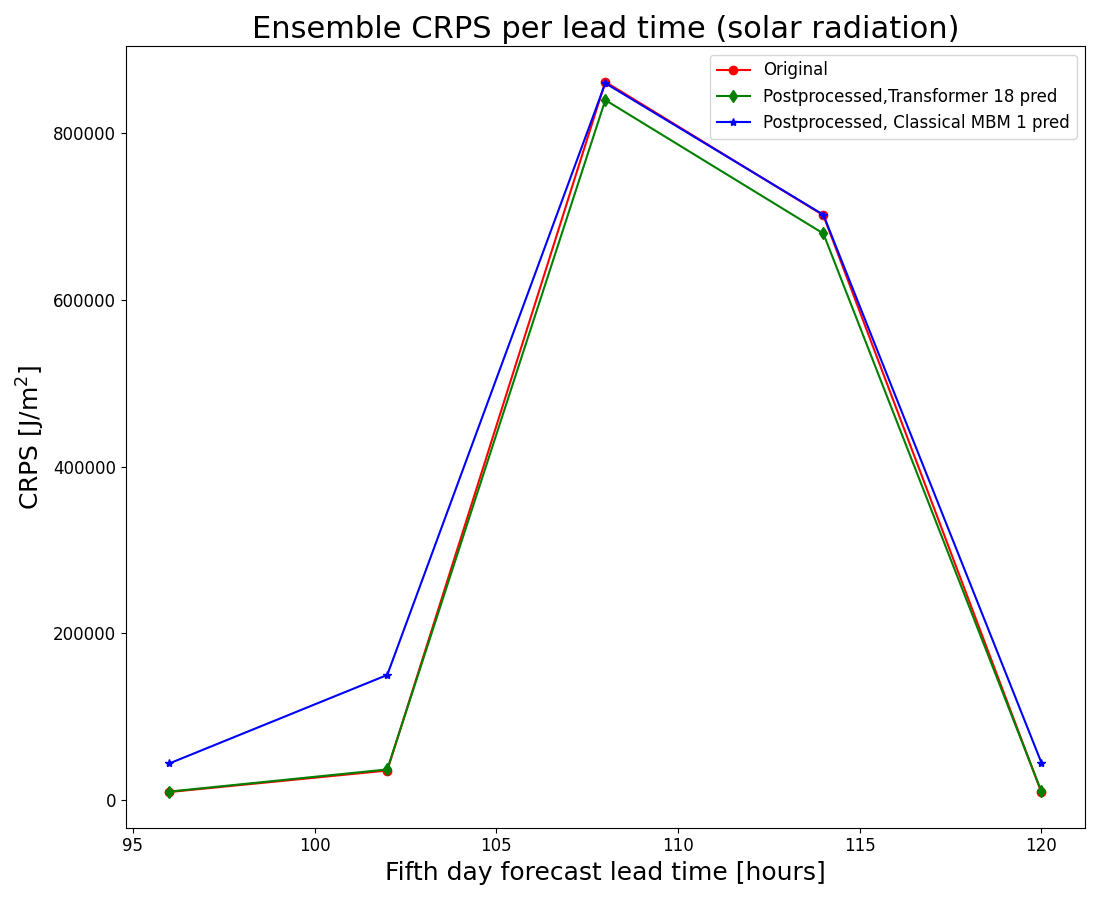 Ensemble CRPS per lead time (solar radiation)
Original
Postprocessed,Transformer 18 pred
Postprocessed, Classical MBM 1 pred
800000
600000
400000
200000
0
CRPS [J/m²]
95 100 105 110 115 120
Fifth day forecast lead time [hours]